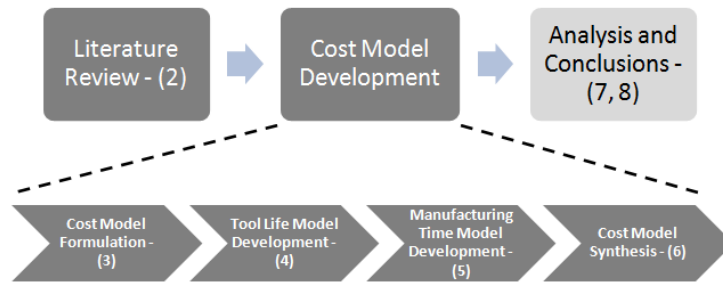 Literature
Review - (2)
Cost Model
Development
Analysis and
Conclusions -
(7, 8)
Cost Model
Formulation -
(3)
Tool Life Model
Development -
(4)
Manufacturing
Time Model
Development -
(5)
Cost Model
Synthesis - (6)